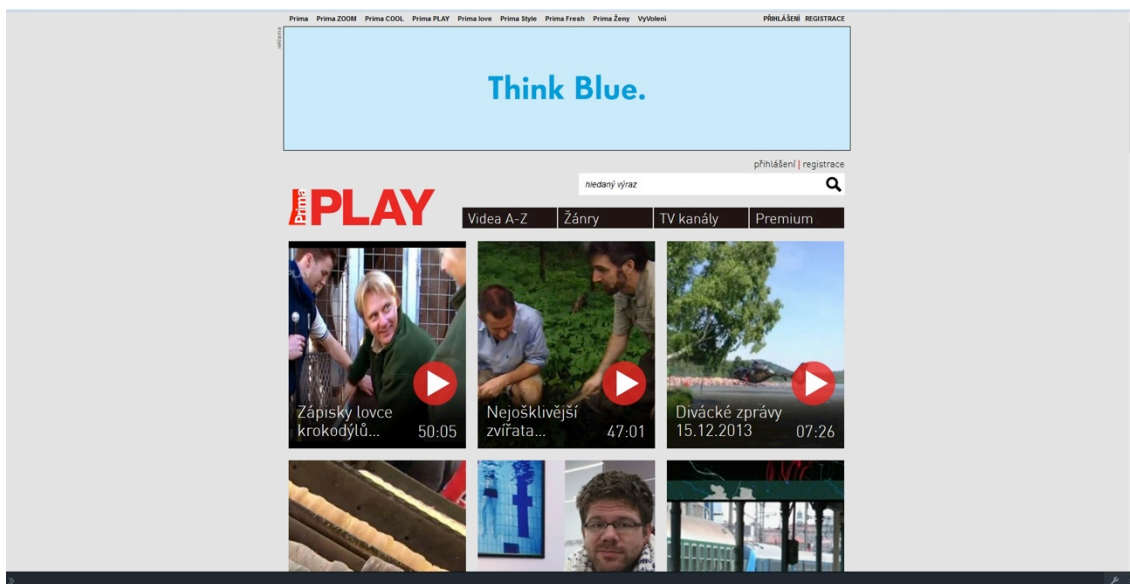 Prima Prima ZOOM Prima COOL Prima PLAY Prima love Prima Style Prima Fresh Prima Ženy VyVolení PŘIHLÁŠENÍ REGISTRACE
reklama
Think Blue.
přihlášení | registrace
hledaný výraz
Prima PLAY
Videa A-Z Žánry TV kanály Premium
Zápisky lovce
krokodýlů... 50:05
Nejošklivější
zvířata... 47:01
Divácké zprávy
15.12.2013 07:26